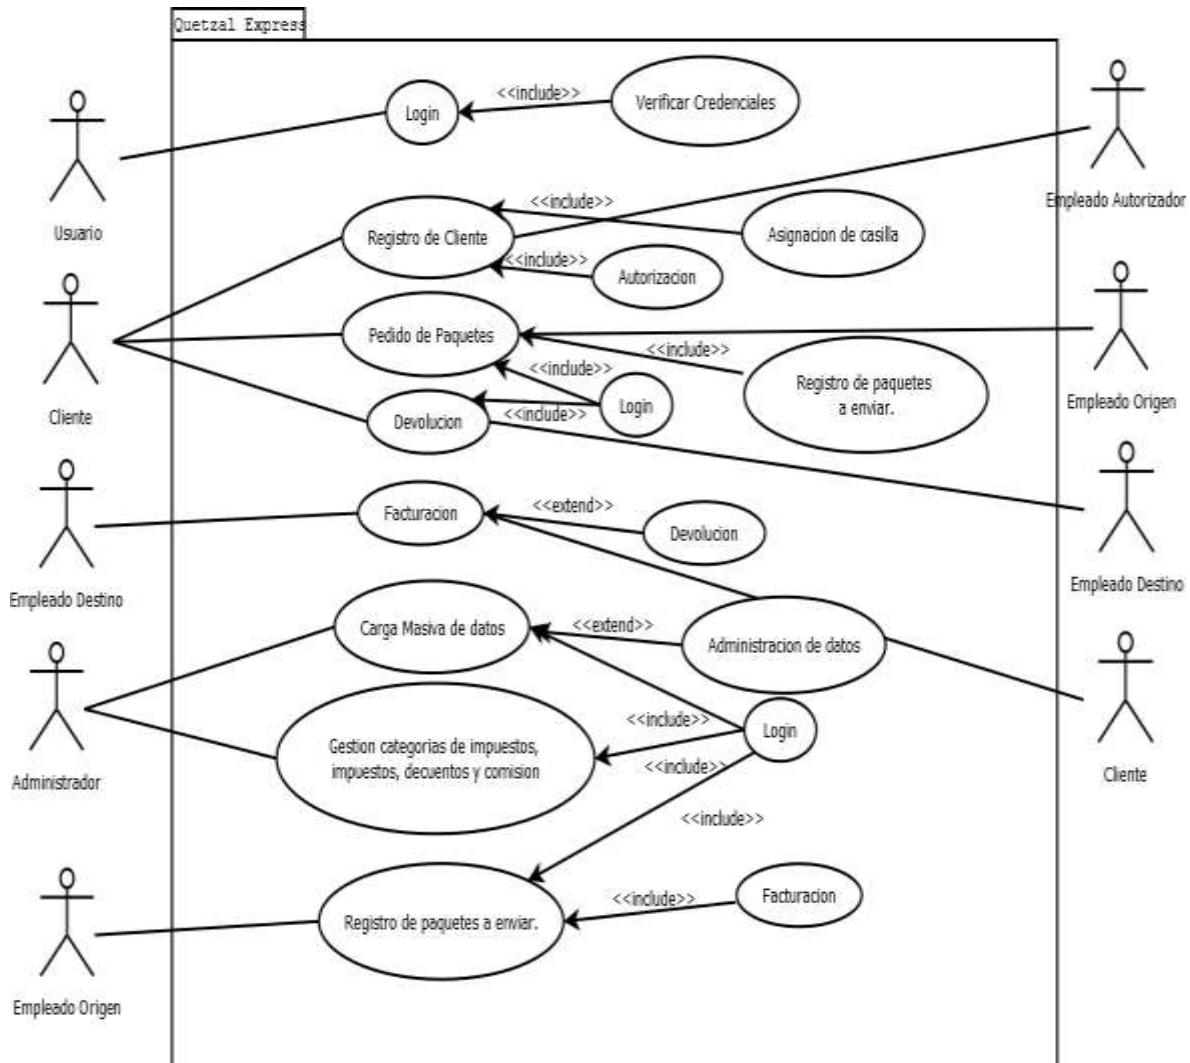 Quetzal Express
Login
<<include>>
Verificar Credenciales
Usuario
Empleado Autorizador
<<include>>
Registro de Cliente
Asignacion de casilla
<<include>>
Autorizacion
Cliente
Pedido de Paquetes
<<include>>
<<include>>
Registro de paquetes
a enviar.
Empleado Origen
Devolucion
<<include>>
Login
Facturacion
<<extend>>
Devolucion
Empleado Destino
Empleado Destino
Carga Masiva de datos
<<extend>>
Administracion de datos
Gestion categorias de impuestos,
impuestos, decuentos y comision
<<include>>
Login
<<include>>
Administrador
Cliente
<<include>>
Registro de paquetes a enviar.
<<include>>
Facturacion
Empleado Origen